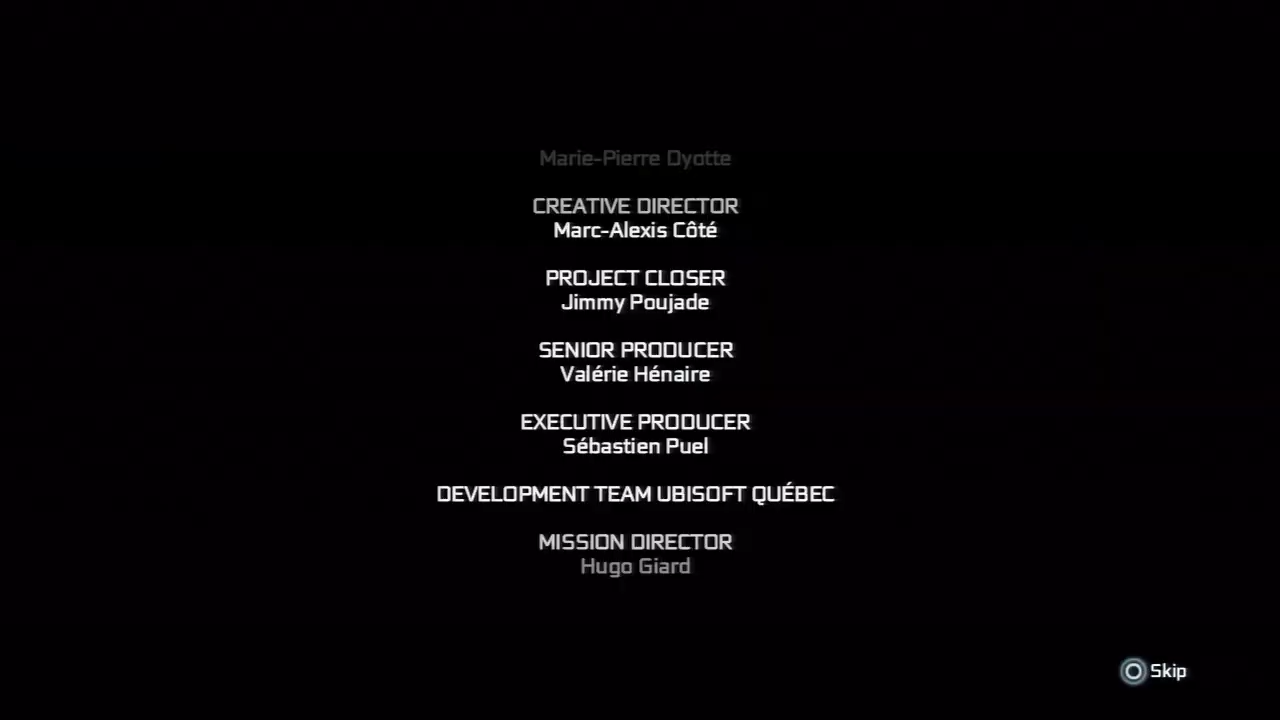 Marie-Pierre Dyotte
CREATIVE DIRECTOR
Marc-Alexis Côté
PROJECT CLOSER
Jimmy Poujade
SENIOR PRODUCER
Valérie Hénaire
EXECUTIVE PRODUCER
Sébastien Puel
DEVELOPMENT TEAM UBISOFT QUÉBEC
MISSION DIRECTOR
Hugo Giard
Skip